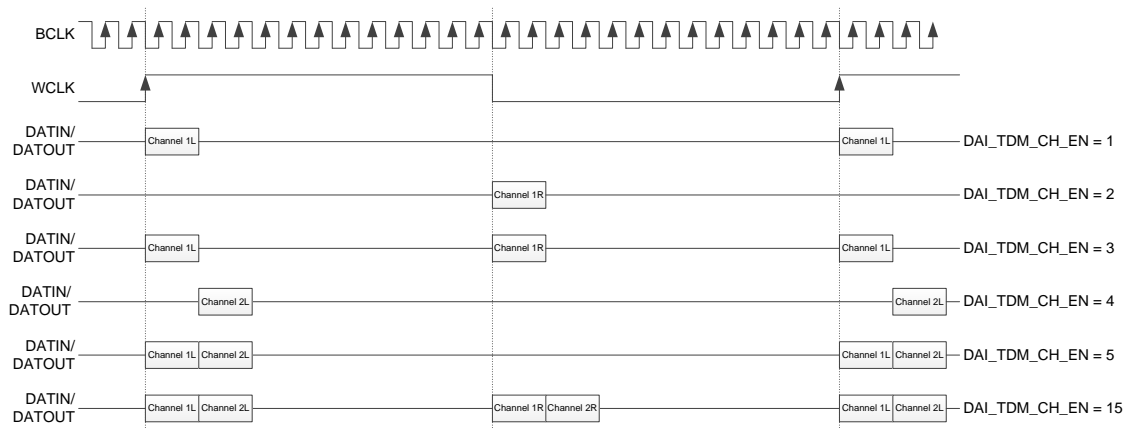 BCLK
WCLK
DATIN/
DATOUT
Channel 1L
Channel 1L
DAI_TDM_CH_EN = 1
DATIN/
DATOUT
Channel 1R
DAI_TDM_CH_EN = 2
DATIN/
DATOUT
Channel 1L
Channel 1R
Channel 1L
DAI_TDM_CH_EN = 3
DATIN/
DATOUT
Channel 2L
Channel 2L
DAI_TDM_CH_EN = 4
DATIN/
DATOUT
Channel 1L
Channel 2L
Channel 1L
Channel 2L
DAI_TDM_CH_EN = 5
DATIN/
DATOUT
Channel 1L
Channel 2L
Channel 1R
Channel 2R
Channel 1L
Channel 2L
DAI_TDM_CH_EN = 15